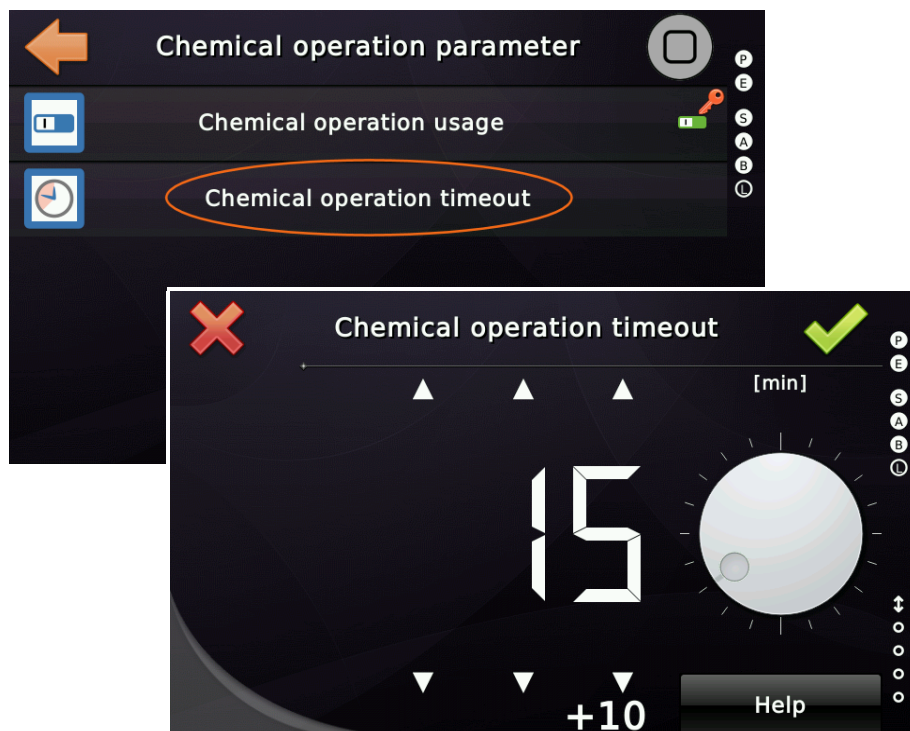 Chemical operation parameter
P
E
Chemical operation usage
S
A
B
Chemical operation timeout
L
Chemical operation timeout
P
E
[min]
S
A
B
L
15
+10
Help